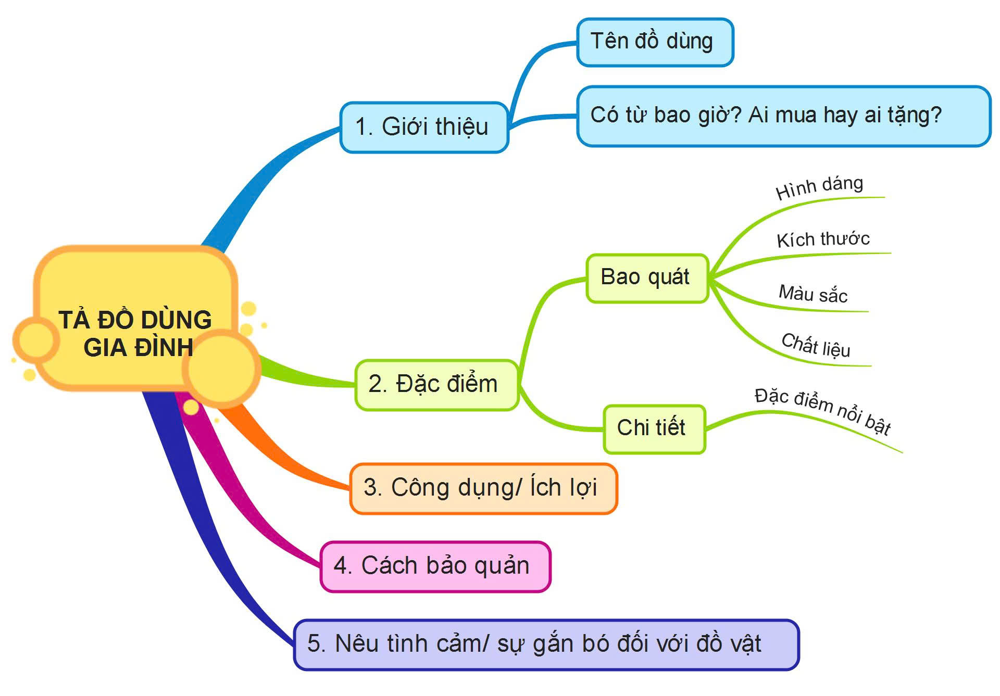 TẢ ĐỒ DÙNG
GIA ĐÌNH
1. Giới thiệu
Tên đồ dùng
Có từ bao giờ? Ai mua hay ai tặng?
2. Đặc điểm
Bao quát
Hình dáng
Kích thước
Màu sắc
Chất liệu
Chi tiết
Đặc điểm nổi bật
3. Công dụng/ Ích lợi
4. Cách bảo quản
5. Nêu tình cảm/ sự gắn bó đối với đồ vật